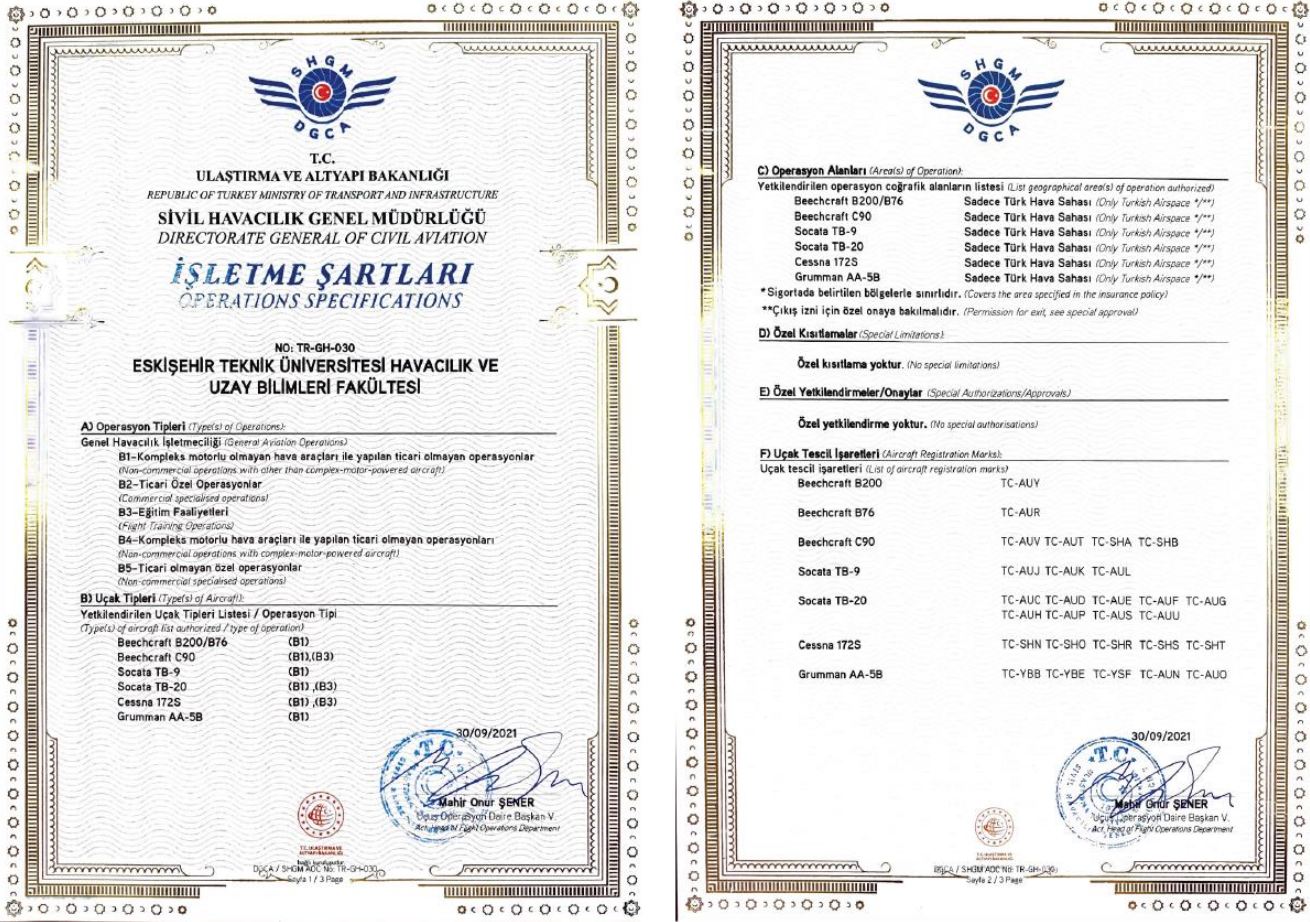 SHGM
DGCA
T.C.
ULAŞTIRMA VE ALTYAPI BAKANLIĞI
REPUBLIC OF TURKEY MINISTRY OF TRANSPORT AND INFRASTRUCTURE
SİVİL HAVACILIK GENEL MÜDÜRLÜĞÜ
DIRECTORATE GENERAL OF CIVIL AVIATION
İŞLETME ŞARTLARI
OPERATIONS SPECIFICATIONS
NO: TR-GH-030
ESKİŞEHİR TEKNİK ÜNİVERSİTESİ HAVACILIK VE
UZAY BİLİMLERİ FAKÜLTESİ
A) Operasyon Tipleri (Type(s) of Operations):
Genel Havacılık İşletmeciliği (General Aviation Operations)
B1-Kompleks motorlu olmayan hava araçları ile yapılan ticari olmayan operasyonlar
(Non-commercial operations with other than complex-motor-powered aircraft)
B2-Ticari Özel Operasyonlar
(Commercial specialised operations)
B3-Eğitim Faaliyetleri
(Flight Training Operations)
B4-Kompleks motorlu hava araçları ile yapılan ticari olmayan operasyonları
(Non-commercial operations with complex-motor-powered aircraft)
B5-Ticari olmayan özel operasyonlar
(Non-commercial specialised operations)
B) Uçak Tipleri (Type(s) of Aircraft):
Yetkilendirilen Uçak Tipleri Listesi / Operasyon Tipi
(Type(s) of aircraft list authorized / type of operation)
Beechcraft B200/B76 (B1)
Beechcraft C90 (B1),(B3)
Socata TB-9 (B1)
Socata TB-20 (B1) ,(B3)
Cessna 172S (B1) ,(B3)
Grumman AA-5B (B1)
30/09/2021
T.C.
Mahir Onur ŞENER
Uçuş Operasyon Daire Başkan V.
Act. Head of Flight Operations Department
T.C. ULAŞTIRMA VE
ALTYAPI BAKANLIĞI
bağlı kuruluşudur.
DGCA / SHGM AOC No: TR-GH-030
Sayfa 1 / 3 Page
SHGM
DGCA
C) Operasyon Alanları (Area(s) of Operation):
Yetkilendirilen operasyon coğrafik alanların listesi (List geographical area(s) of operation authorized)
Beechcraft B200/B76 Sadece Türk Hava Sahası (Only Turkish Airspace */**)
Beechcraft C90 Sadece Türk Hava Sahası (Only Turkish Airspace */**)
Socata TB-9 Sadece Türk Hava Sahası (Only Turkish Airspace */**)
Socata TB-20 Sadece Türk Hava Sahası (Only Turkish Airspace */**)
Cessna 172S Sadece Türk Hava Sahası (Only Turkish Airspace */**)
Grumman AA-5B Sadece Türk Hava Sahası (Only Turkish Airspace */**)
*Sigortada belirtilen bölgelerle sınırlıdır. (Covers the area specified in the insurance policy)
**Çıkış izni için özel onaya bakılmalıdır. (Permission for exit, see special approval)
D) Özel Kısıtlamalar (Special Limitations):
Özel kısıtlama yoktur. (No special limitations)
E) Özel Yetkilendirmeler/Onaylar (Special Authorizations/Approvals)
Özel yetkilendirme yoktur. (No special authorisations)
F) Uçak Tescil İşaretleri (Aircraft Registration Marks):
Uçak tescil işaretleri (List of aircraft registration marks)
Beechcraft B200 TC-AUY
Beechcraft B76 TC-AUR
Beechcraft C90 TC-AUV TC-AUT TC-SHA TC-SHB
Socata TB-9 TC-AUJ TC-AUK TC-AUL
Socata TB-20 TC-AUC TC-AUD TC-AUE TC-AUF TC-AUG
TC-AUH TC-AUP TC-AUS TC-AUU
Cessna 172S TC-SHN TC-SHO TC-SHR TC-SHS TC-SHT
Grumman AA-5B TC-YBB TC-YBE TC-YSF TC-AUN TC-AUO
30/09/2021
T.C.
Mahir Onur ŞENER
Uçuş Operasyon Daire Başkan V.
Act. Head of Flight Operations Department
T.C. ULAŞTIRMA VE
ALTYAPI BAKANLIĞI
DGCA / SHGM AOC No: TR-GH-030
Sayfa 2 / 3 Page